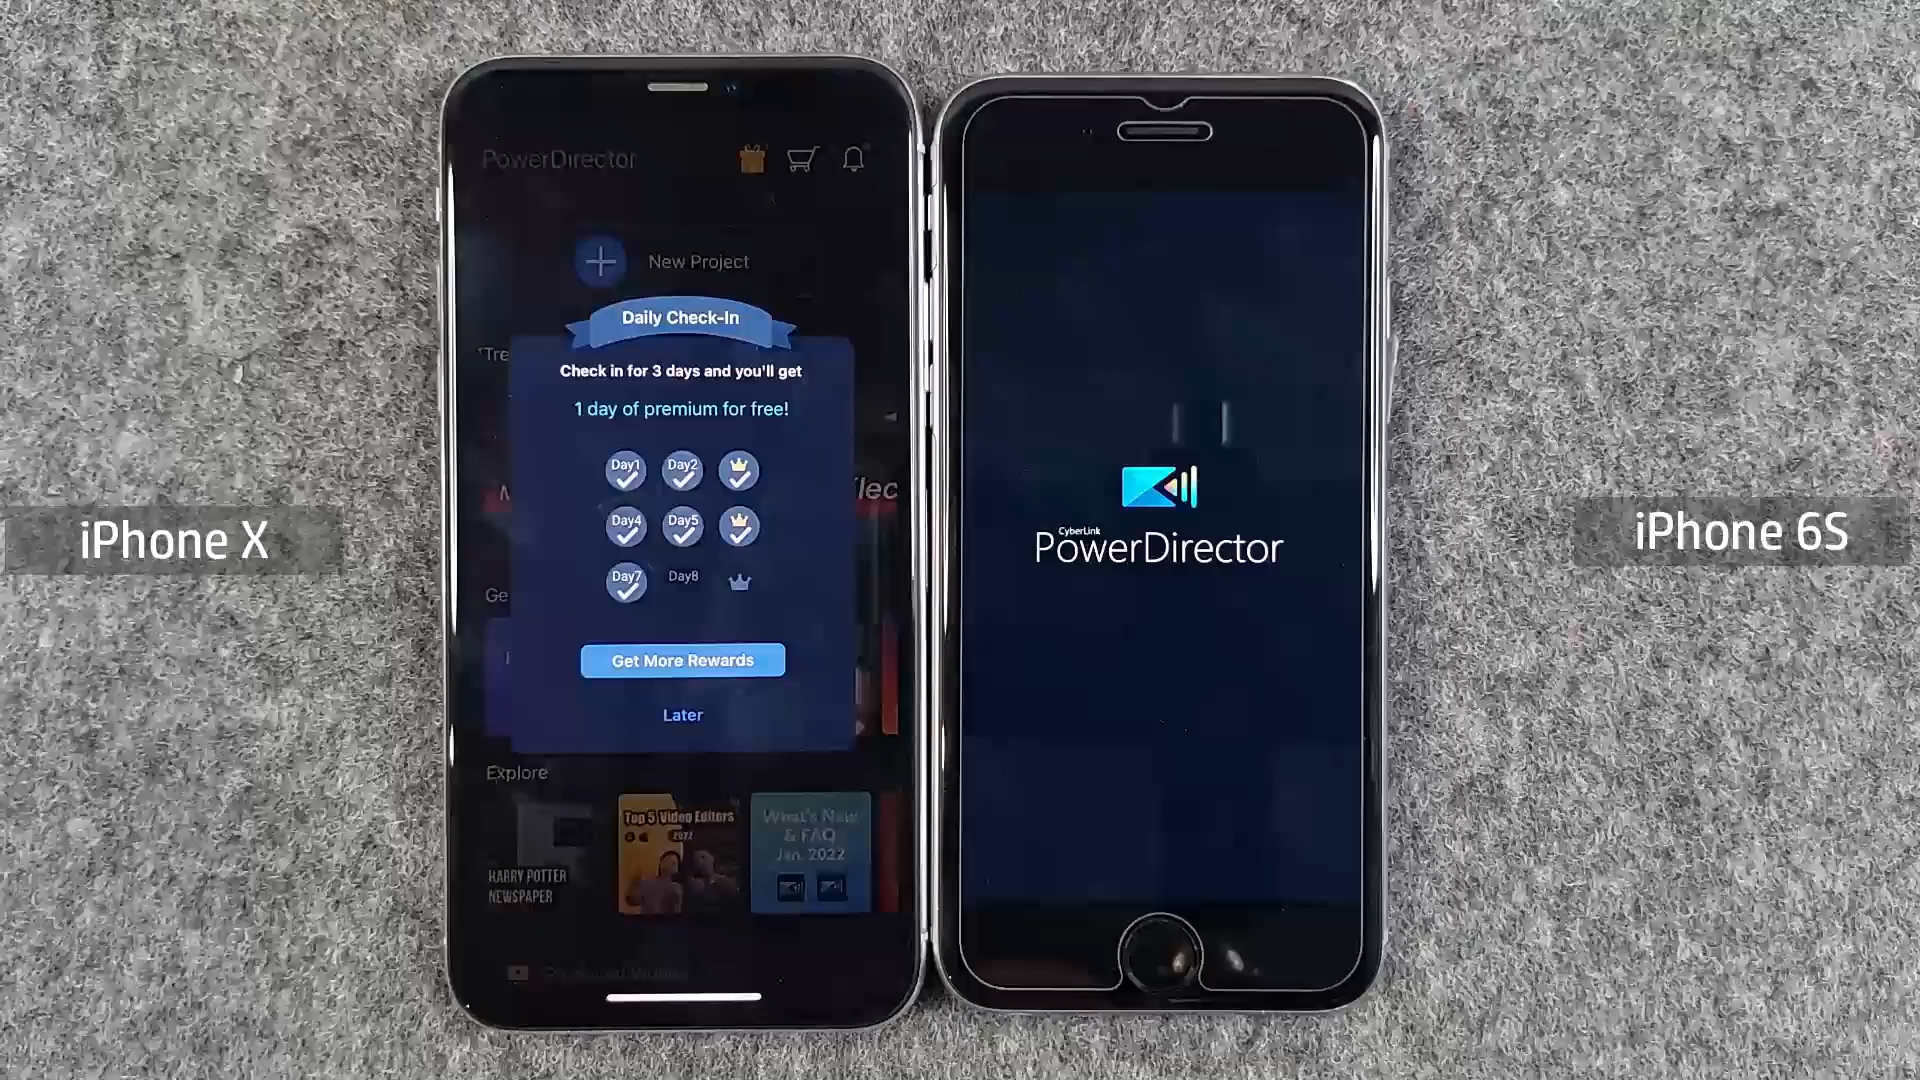 PowerDirector
New Project
Daily Check-In
Check in for 3 days and you'll get
1 day of premium for free!
Day1 Day2
Day4 Day5
Day7 Day8
Get More Rewards
Later
Explore
HARRY POTTER
NEWSPAPER
Top 5 Video Editors
2022
What's New
& FAQ
Jan. 2022
iPhone X
CyberLink
PowerDirector
iPhone 6S